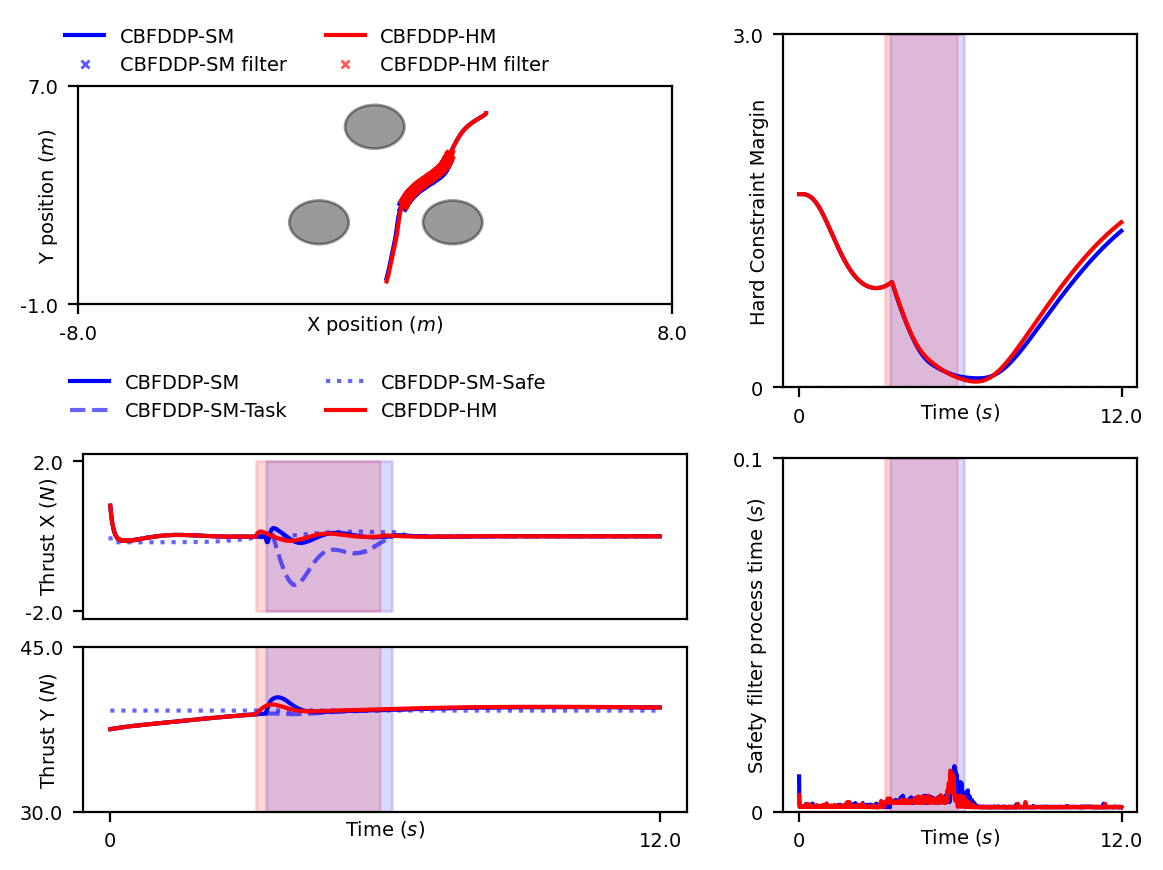 CBFDDP-SM
CBFDDP-HM
CBFDDP-SM filter
CBFDDP-HM filter
7.0
Y position (m)
-1.0
-8.0
X position (m)
8.0
3.0
Hard Constraint Margin
0
0
Time (s)
12.0
CBFDDP-SM
CBFDDP-SM-Safe
CBFDDP-SM-Task
CBFDDP-HM
2.0
Thrust X (N)
-2.0
45.0
Thrust Y (N)
30.0
0
Time (s)
12.0
0.1
Safety filter process time (s)
0
0
Time (s)
12.0